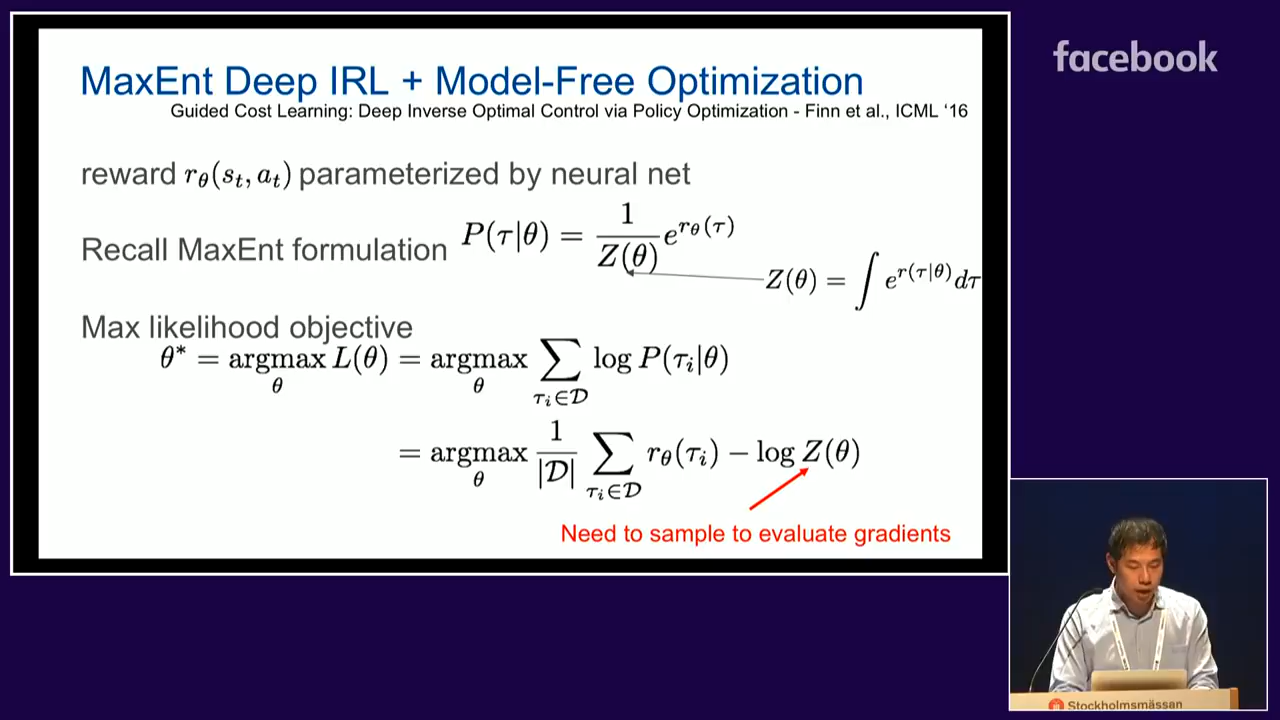 MaxEnt Deep IRL + Model-Free Optimization
Guided Cost Learning: Deep Inverse Optimal Control via Policy Optimization - Finn et al., ICML ‘16
reward r_θ(s_t, a_t) parameterized by neural net
Recall MaxEnt formulation P(τ|θ) = 1/Z(θ) e^{r_θ(τ)}
Z(θ) = ∫ e^{r(τ|θ)} dτ
Max likelihood objective
θ* = argmax_θ L(θ) = argmax_θ ∑_{τ_i∈𝒟} log P(τ_i|θ)
= argmax_θ 1/|𝒟| ∑_{τ_i∈𝒟} r_θ(τ_i) − log Z(θ)
Need to sample to evaluate gradients
facebook
Stockholmsmässan